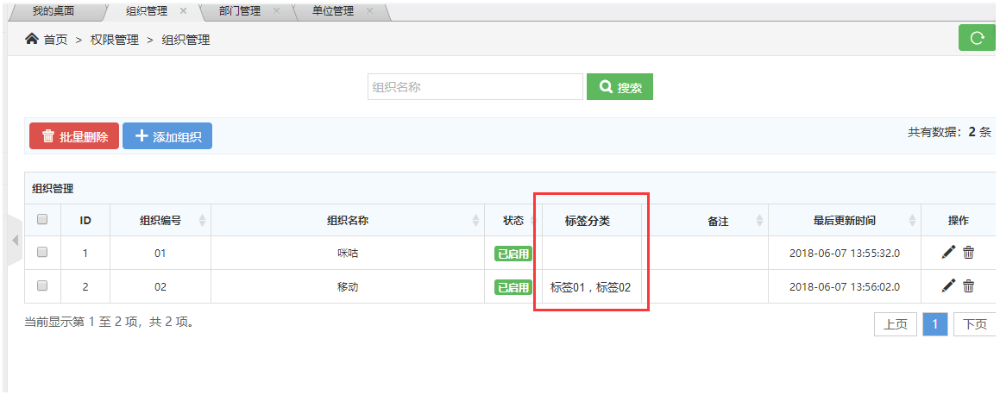 我的桌面 组织管理 × 部门管理 × 单位管理 ×
首页 > 权限管理 > 组织管理
组织名称 搜索
批量删除 添加组织 共有数据：2 条
组织管理
ID 组织编号 组织名称 状态 标签分类 备注 最后更新时间 操作
1 01 咪咕 已启用 2018-06-07 13:55:32.0
2 02 移动 已启用 标签01，标签02 2018-06-07 13:56:02.0
当前显示第 1 至 2 项，共 2 项。 上页 1 下页